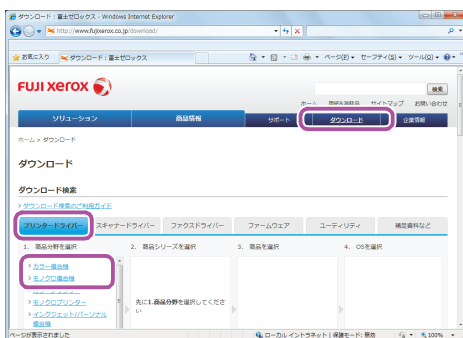 ダウンロード : 富士ゼロックス - Windows Internet Explorer
http://www.fujixerox.co.jp/download/
お気に入り
ダウンロード : 富士ゼロックス
ページ(P)
セーフティ(S)
ツール(O)
FUJI XEROX
検索
ホーム
サイトマップ
お問い合わせ
ソリューション
商品情報
サポート
ダウンロード
企業情報
ホーム > ダウンロード
ダウンロード
ダウンロード検索
> ダウンロード検索のご利用ガイド
プリンタードライバー
スキャナードライバー
ファクスドライバー
ファームウェア
ユーティリティ
補足資料など
1. 商品分野を選択
2. 商品シリーズを選択
3. 商品を選択
4. OSを選択
> カラー複合機
> モノクロ複合機
> モノクロプリンター
> インクジェット/パーソナル
複合機
先に1.商品分野を選択してくださ
い
ページが表示されました
ローカル イントラネット | 保護モード: 無効
100%